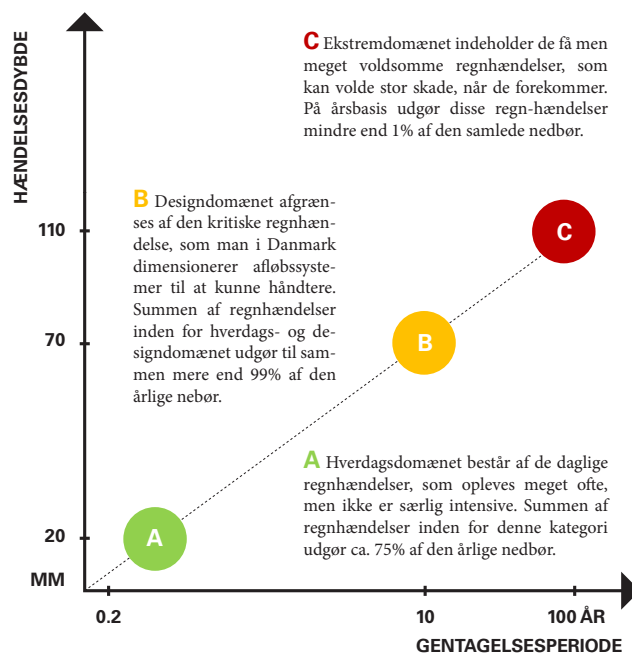 HÆNDELSESDYBDE
C Ekstremdomænet indeholder de få men
meget voldsomme regnhændelser, som
kan volde stor skade, når de forekommer.
På årsbasis udgør disse regn-hændelser
mindre end 1% af den samlede nedbør.
B Designdomænet afgræn-
ses af den kritiske regnhæn-
delse, som man i Danmark
dimensionerer afløbssyste-
mer til at kunne håndtere.
Summen af regnhændelser
inden for hverdags- og de-
signdomænet udgør til sam-
men mere end 99% af den
årlige nebør.
110
C
70
B
A Hverdagsdomænet består af de daglige
regnhændelser, som opleves meget ofte,
men ikke er særlig intensive. Summen af
regnhændelser inden for denne kategori
udgør ca. 75% af den årlige nedbør.
20
A
MM
0.2
10
100 ÅR
GENTAGELSESPERIODE